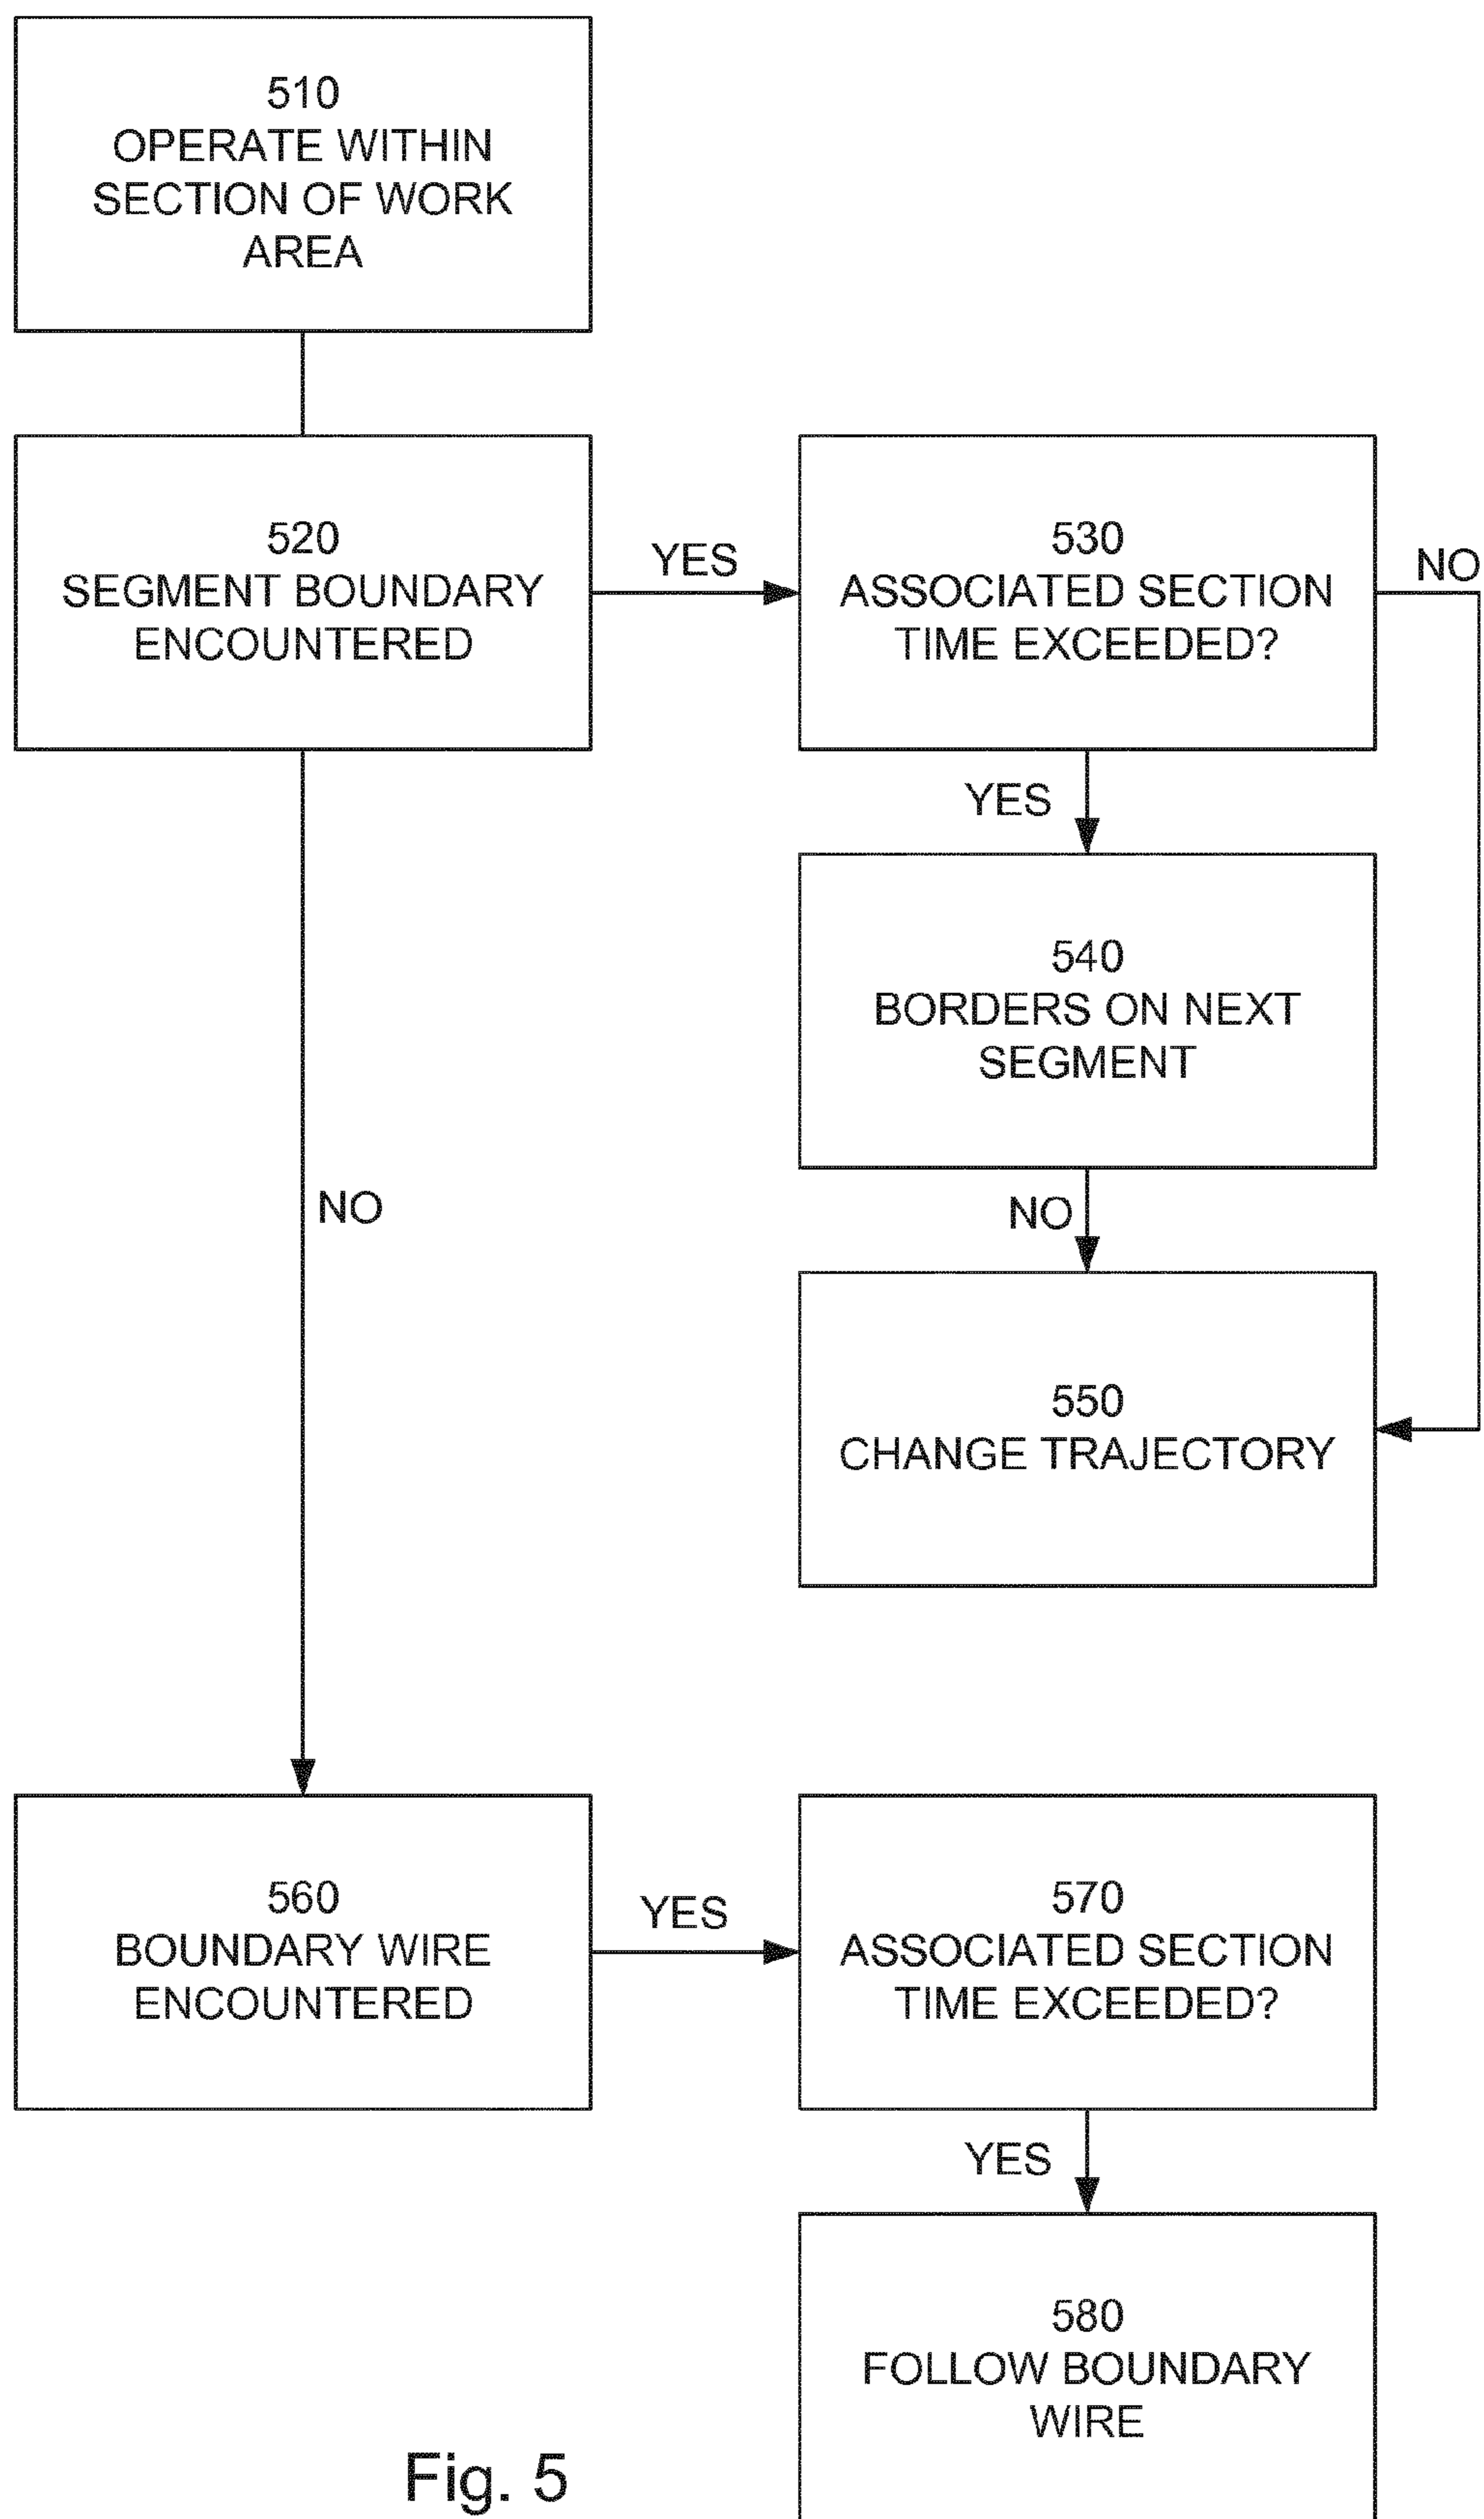 510
OPERATE WITHIN
SECTION OF WORK
AREA
520
SEGMENT BOUNDARY
ENCOUNTERED
YES
530
ASSOCIATED SECTION
TIME EXCEEDED?
NO
YES
540
BORDERS ON NEXT
SEGMENT
NO
NO
550
CHANGE TRAJECTORY
560
BOUNDARY WIRE
ENCOUNTERED
YES
570
ASSOCIATED SECTION
TIME EXCEEDED?
YES
580
FOLLOW BOUNDARY
WIRE
Fig. 5